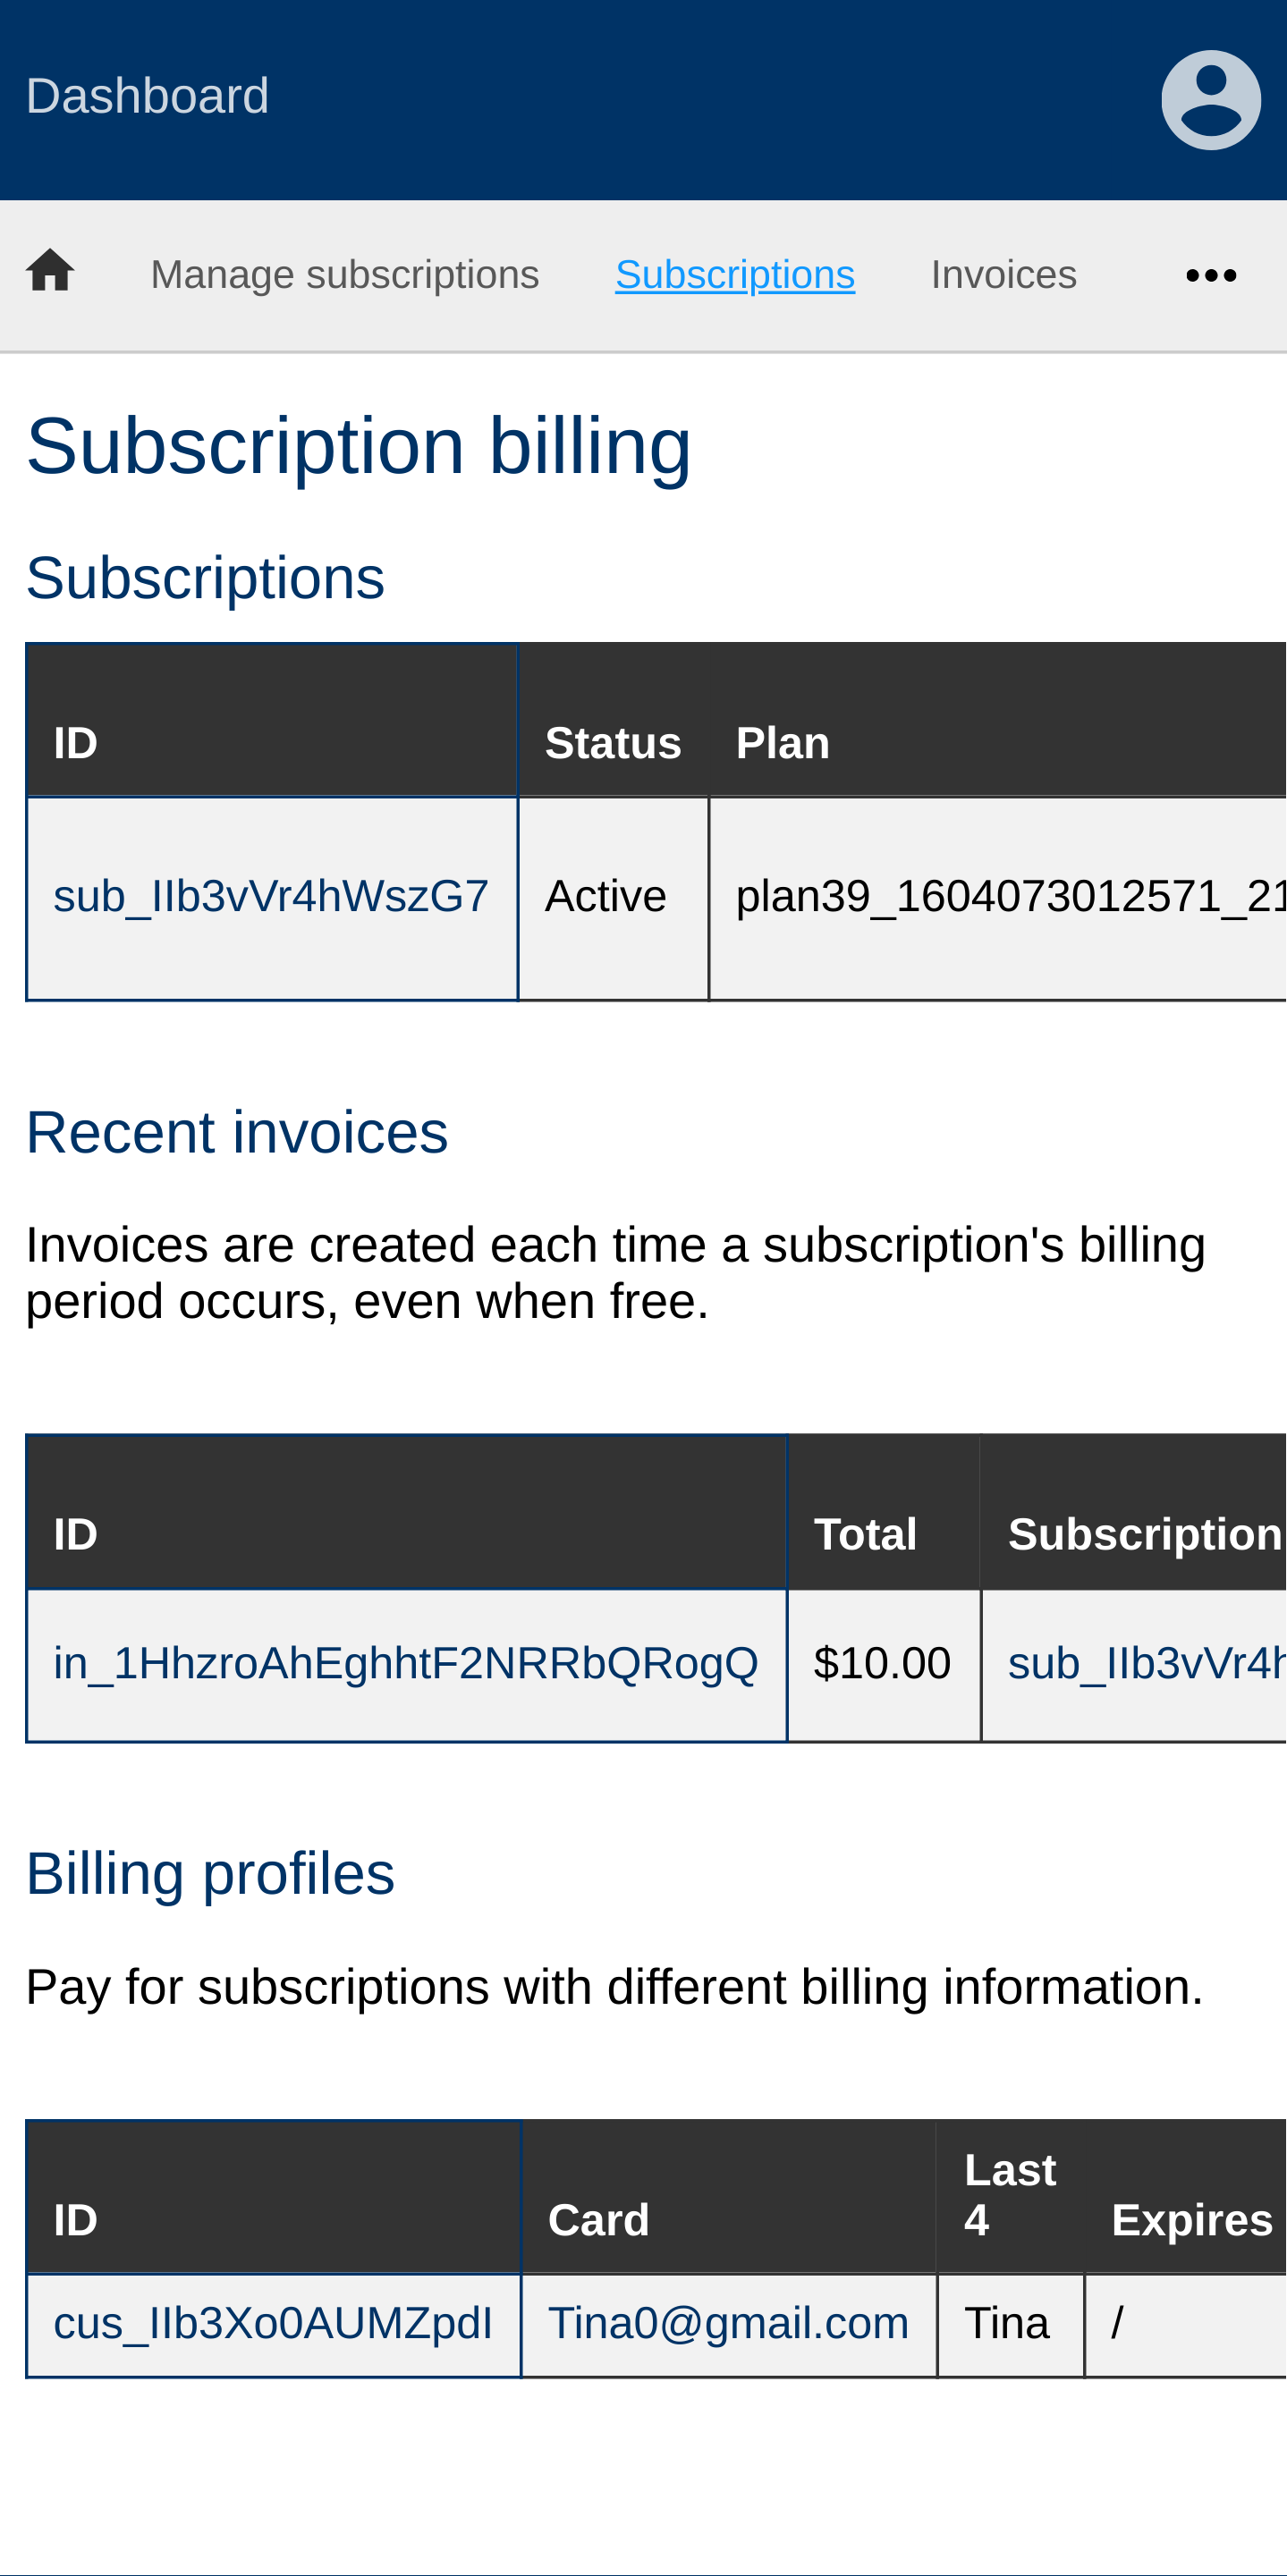 Dashboard
Manage subscriptions Subscriptions Invoices •••
Subscription billing
Subscriptions
ID Status Plan
sub_IIb3vVr4hWszG7 Active plan39_1604073012571_21
Recent invoices
Invoices are created each time a subscription's billing
period occurs, even when free.
ID Total Subscription
in_1HhzroAhEghhtF2NRRbQRogQ $10.00 sub_IIb3vVr4h
Billing profiles
Pay for subscriptions with different billing information.
ID Card Last 4 Expires
cus_IIb3Xo0AUMZpdI Tina0@gmail.com Tina /